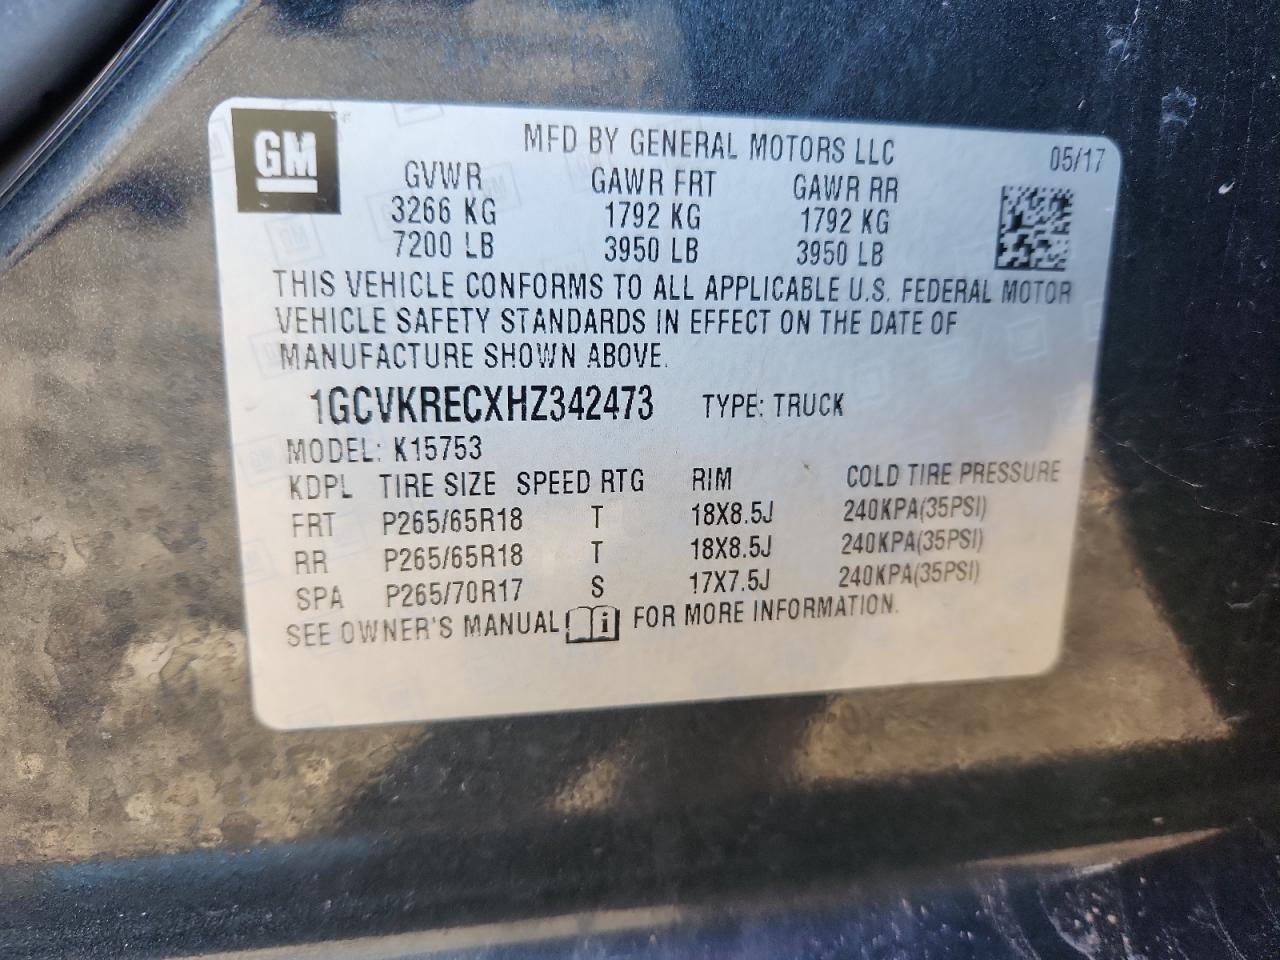 GM
MFD BY GENERAL MOTORS LLC 05/17
GVWR GAWR FRT GAWR RR
3266 KG 1792 KG 1792 KG
7200 LB 3950 LB 3950 LB
THIS VEHICLE CONFORMS TO ALL APPLICABLE U.S. FEDERAL MOTOR
VEHICLE SAFETY STANDARDS IN EFFECT ON THE DATE OF
MANUFACTURE SHOWN ABOVE.
1GCVKRECXHZ342473 TYPE: TRUCK
MODEL: K15753
KDPL TIRE SIZE SPEED RTG RIM COLD TIRE PRESSURE
FRT P265/65R18 T 18X8.5J 240KPA(35PSI)
RR P265/65R18 T 18X8.5J 240KPA(35PSI)
SPA P265/70R17 S 17X7.5J 240KPA(35PSI)
SEE OWNER'S MANUAL i FOR MORE INFORMATION.